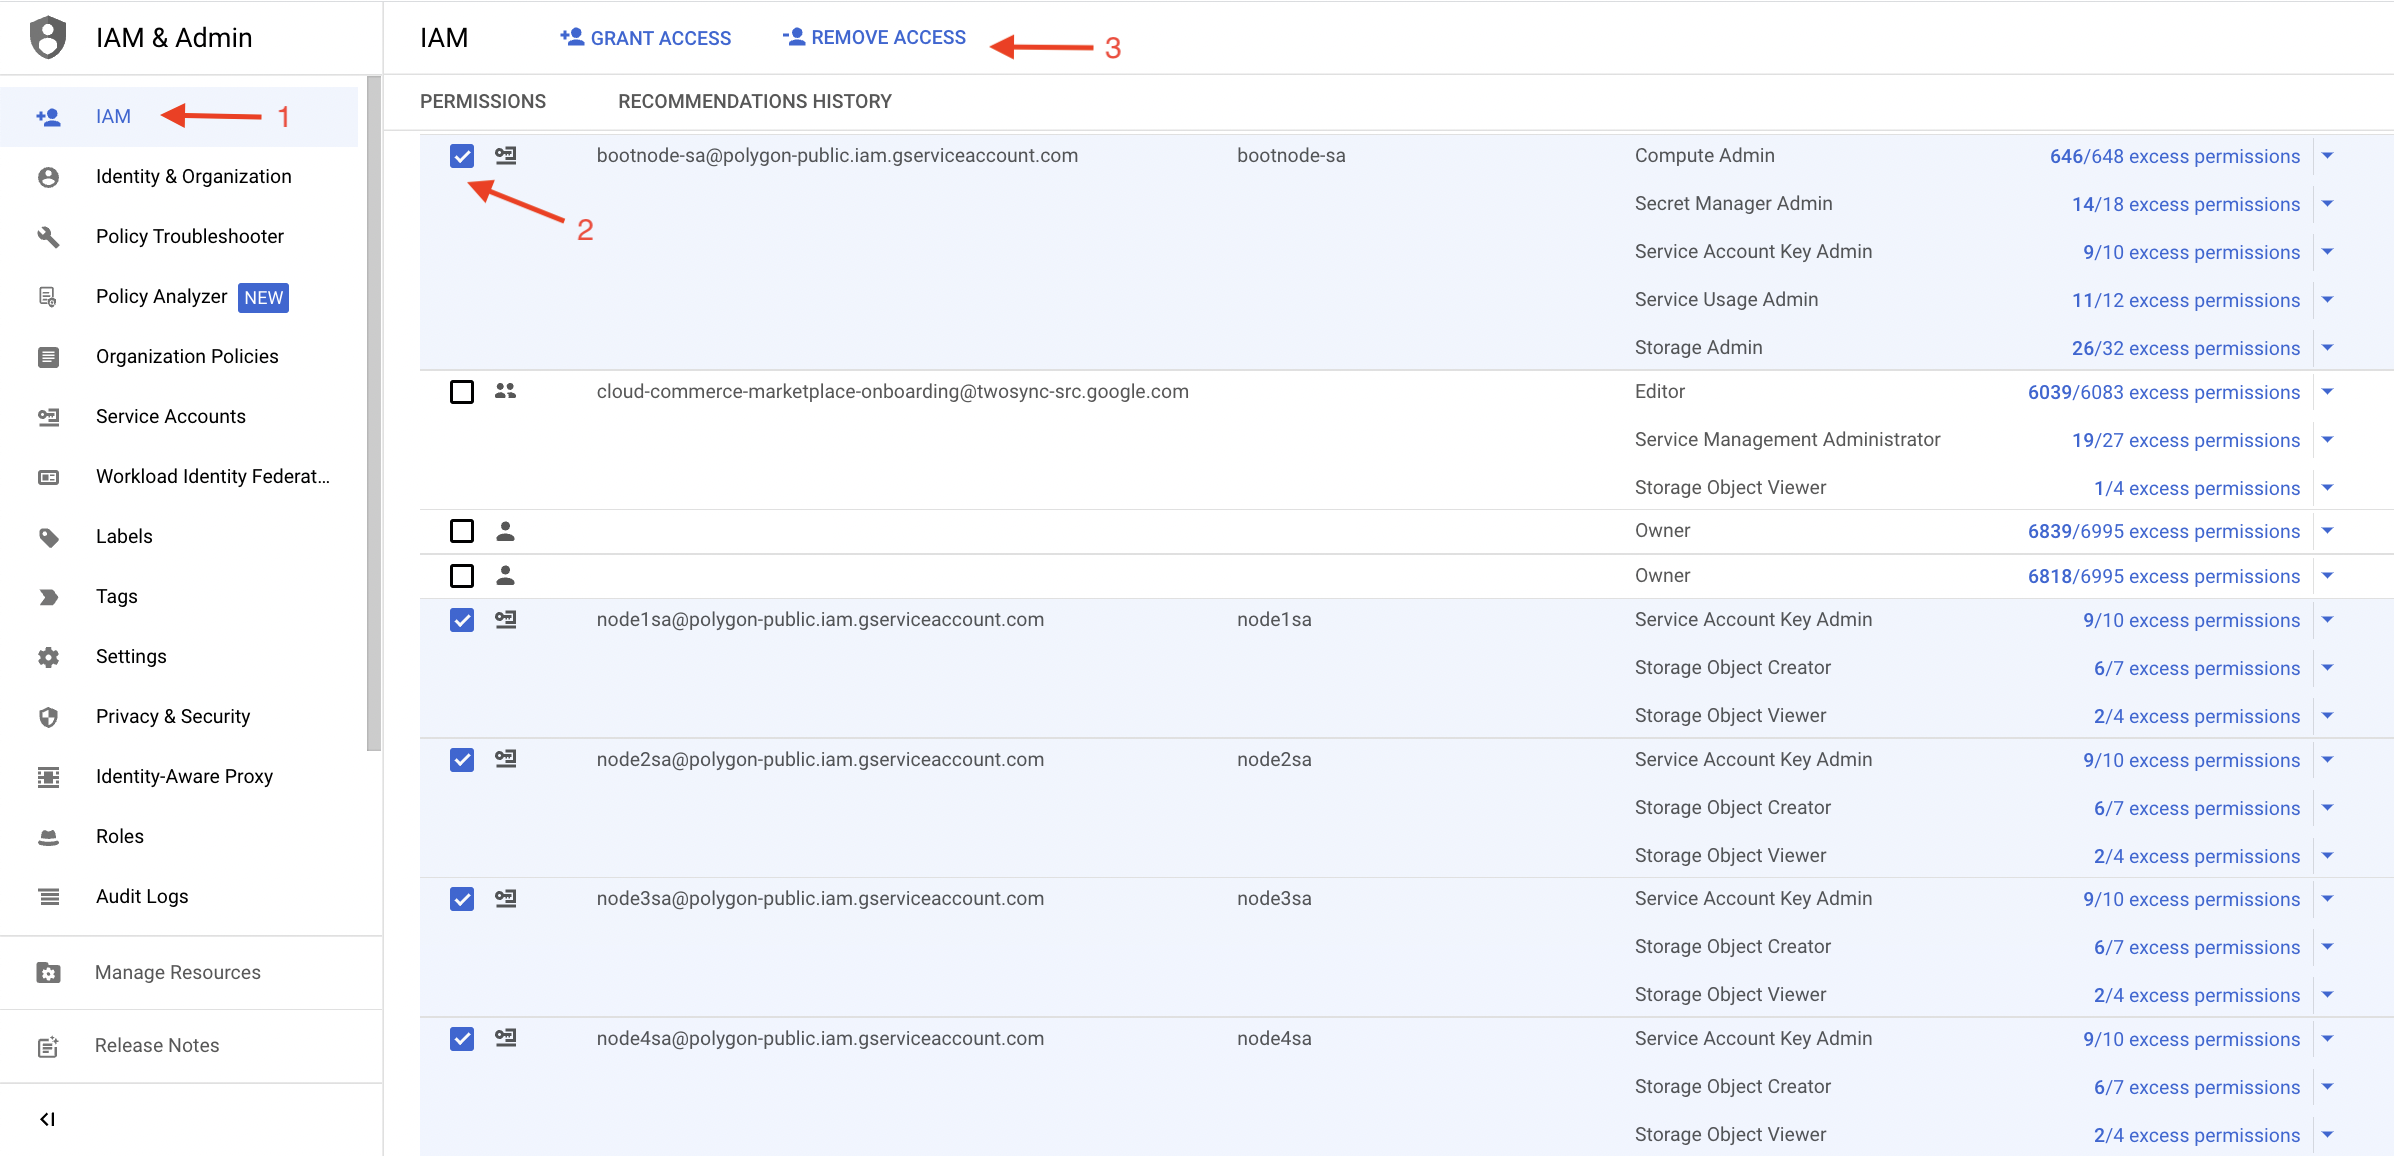 IAM & Admin
IAM
GRANT ACCESS
REMOVE ACCESS
3
IAM
1
Identity & Organization
Policy Troubleshooter
Policy Analyzer NEW
Organization Policies
Service Accounts
Workload Identity Federat...
Labels
Tags
Settings
Privacy & Security
Identity-Aware Proxy
Roles
Audit Logs
Manage Resources
Release Notes
PERMISSIONS
RECOMMENDATIONS HISTORY
bootnode-sa@polygon-public.iam.gserviceaccount.com bootnode-sa Compute Admin 646/648 excess permissions
2
Secret Manager Admin 14/18 excess permissions
Service Account Key Admin 9/10 excess permissions
Service Usage Admin 11/12 excess permissions
Storage Admin 26/32 excess permissions
cloud-commerce-marketplace-onboarding@twosync-src.google.com Editor 6039/6083 excess permissions
Service Management Administrator 19/27 excess permissions
Storage Object Viewer 1/4 excess permissions
Owner 6839/6995 excess permissions
Owner 6818/6995 excess permissions
node1sa@polygon-public.iam.gserviceaccount.com node1sa Service Account Key Admin 9/10 excess permissions
Storage Object Creator 6/7 excess permissions
Storage Object Viewer 2/4 excess permissions
node2sa@polygon-public.iam.gserviceaccount.com node2sa Service Account Key Admin 9/10 excess permissions
Storage Object Creator 6/7 excess permissions
Storage Object Viewer 2/4 excess permissions
node3sa@polygon-public.iam.gserviceaccount.com node3sa Service Account Key Admin 9/10 excess permissions
Storage Object Creator 6/7 excess permissions
Storage Object Viewer 2/4 excess permissions
node4sa@polygon-public.iam.gserviceaccount.com node4sa Service Account Key Admin 9/10 excess permissions
Storage Object Creator 6/7 excess permissions
Storage Object Viewer 2/4 excess permissions